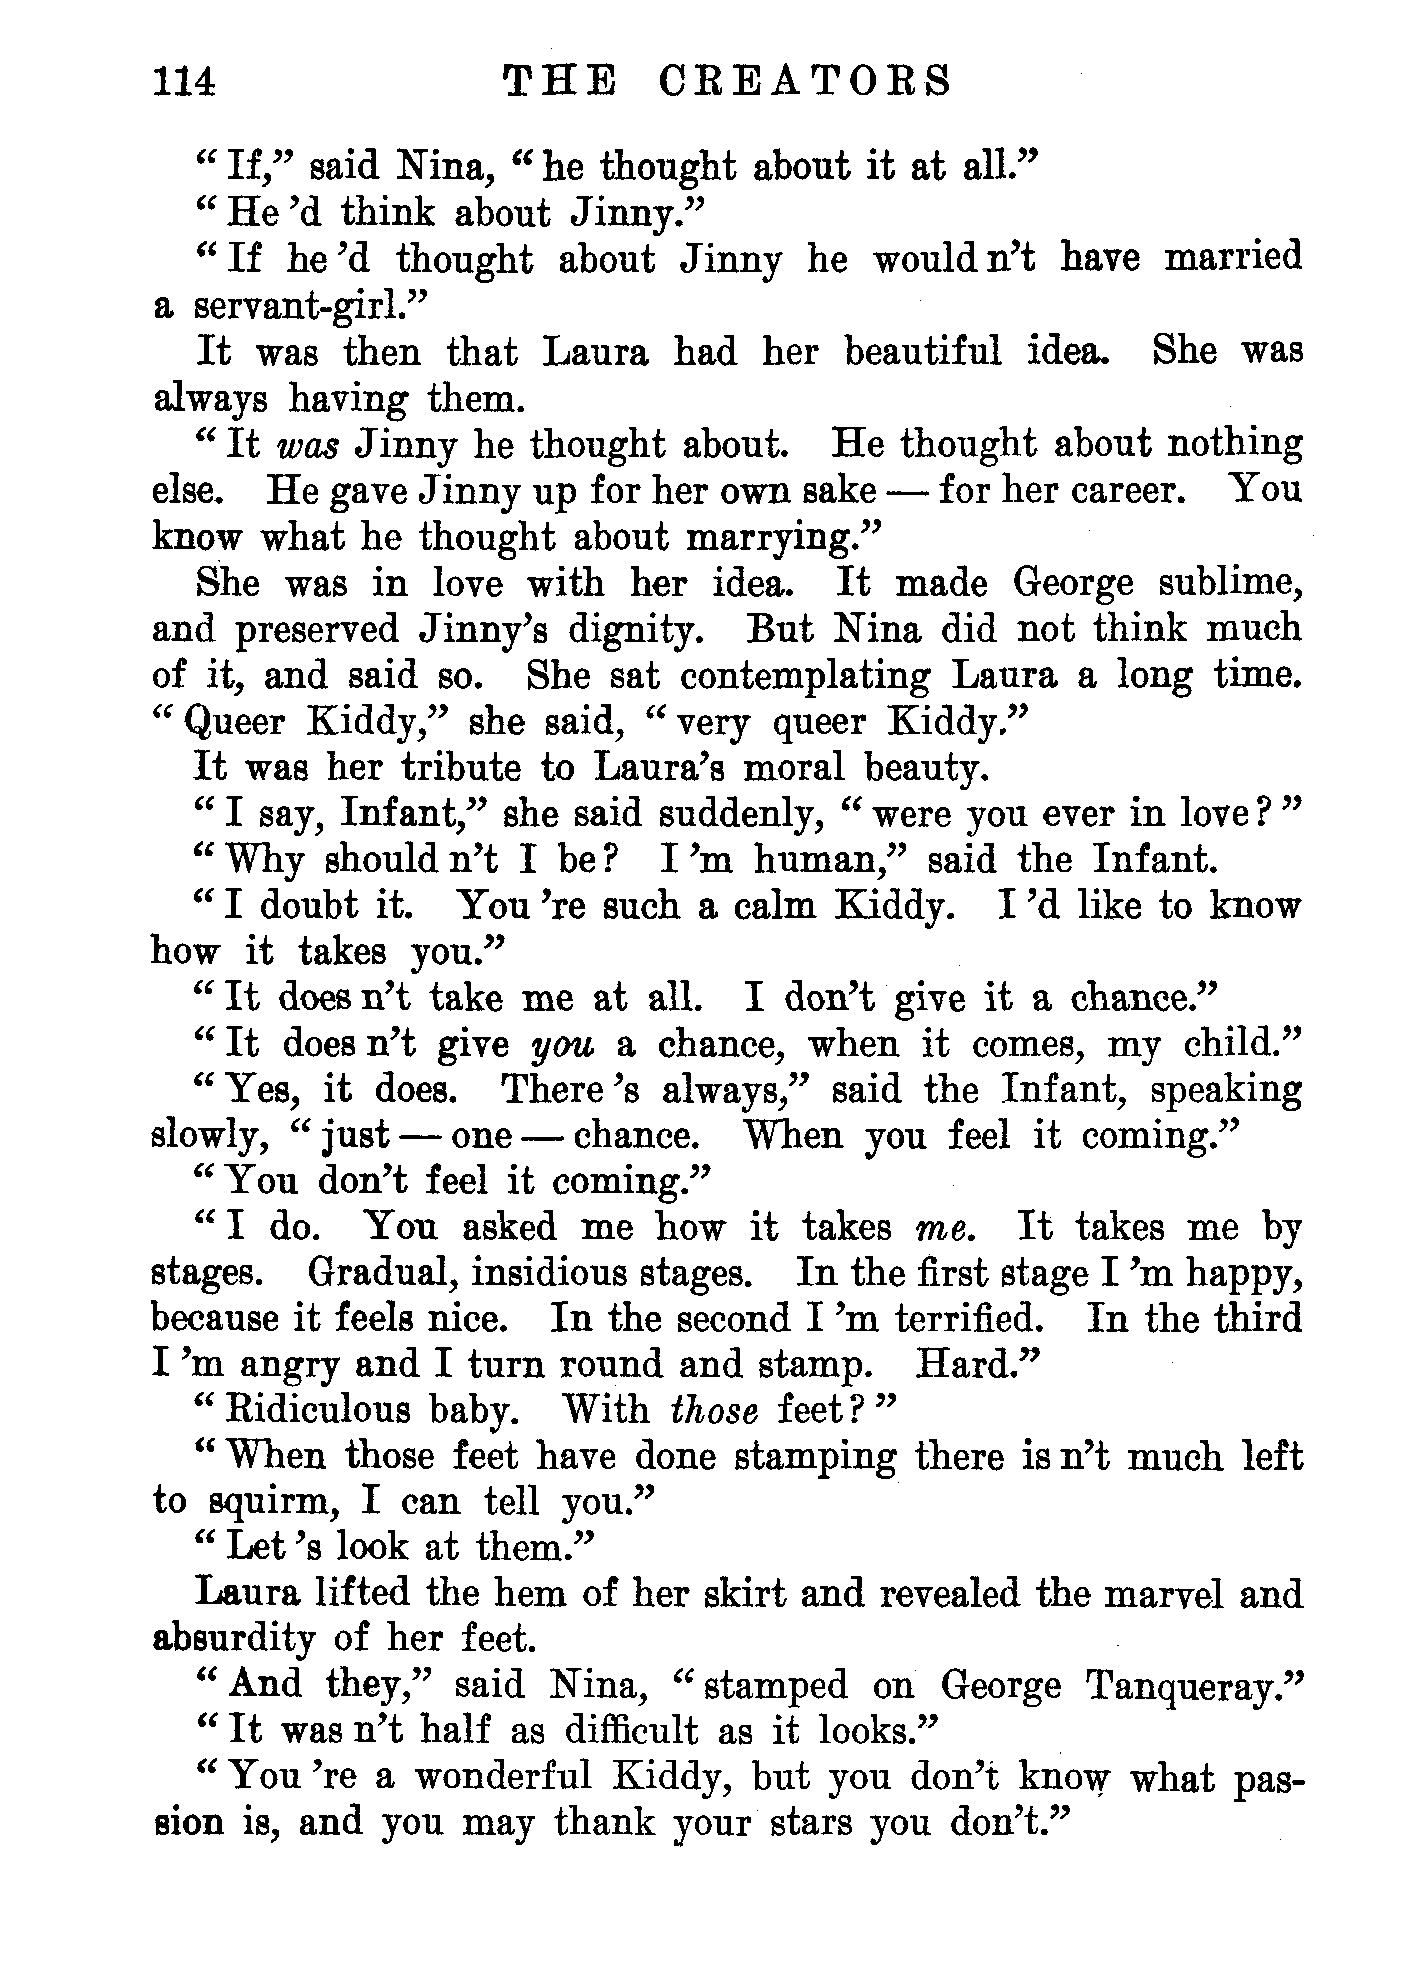 114 THE CREATORS
“If,” said Nina, “he thought about it at all.”
“He’d think about Jinny.”
“If he’d thought about Jinny he wouldn’t have married
a servant-girl.”
It was then that Laura had her beautiful idea. She was
always having them.
“It was Jinny he thought about. He thought about nothing
else. He gave Jinny up for her own sake — for her career. You
know what he thought about marrying.”
She was in love with her idea. It made George sublime,
and preserved Jinny’s dignity. But Nina did not think much
of it, and said so. She sat contemplating Laura a long time.
“Queer Kiddy,” she said, “very queer Kiddy.”
It was her tribute to Laura’s moral beauty.
“I say, Infant,” she said suddenly, “were you ever in love?”
“Why shouldn’t I be? I’m human,” said the Infant.
“I doubt it. You’re such a calm Kiddy. I’d like to know
how it takes you.”
“It doesn’t take me at all. I don’t give it a chance.”
“It doesn’t give you a chance, when it comes, my child.”
“Yes, it does. There’s always,” said the Infant, speaking
slowly, “just — one — chance. When you feel it coming.”
“You don’t feel it coming.”
“I do. You asked me how it takes me. It takes me by
stages. Gradual, insidious stages. In the first stage I’m happy,
because it feels nice. In the second I’m terrified. In the third
I’m angry and I turn round and stamp. Hard.”
“Ridiculous baby. With those feet?”
“When those feet have done stamping there isn’t much left
to squirm, I can tell you.”
“Let’s look at them.”
Laura lifted the hem of her skirt and revealed the marvel and
absurdity of her feet.
“And they,” said Nina, “stamped on George Tanqueray.”
“It wasn’t half as difficult as it looks.”
“You’re a wonderful Kiddy, but you don’t know what pas-
sion is, and you may thank your stars you don’t.”